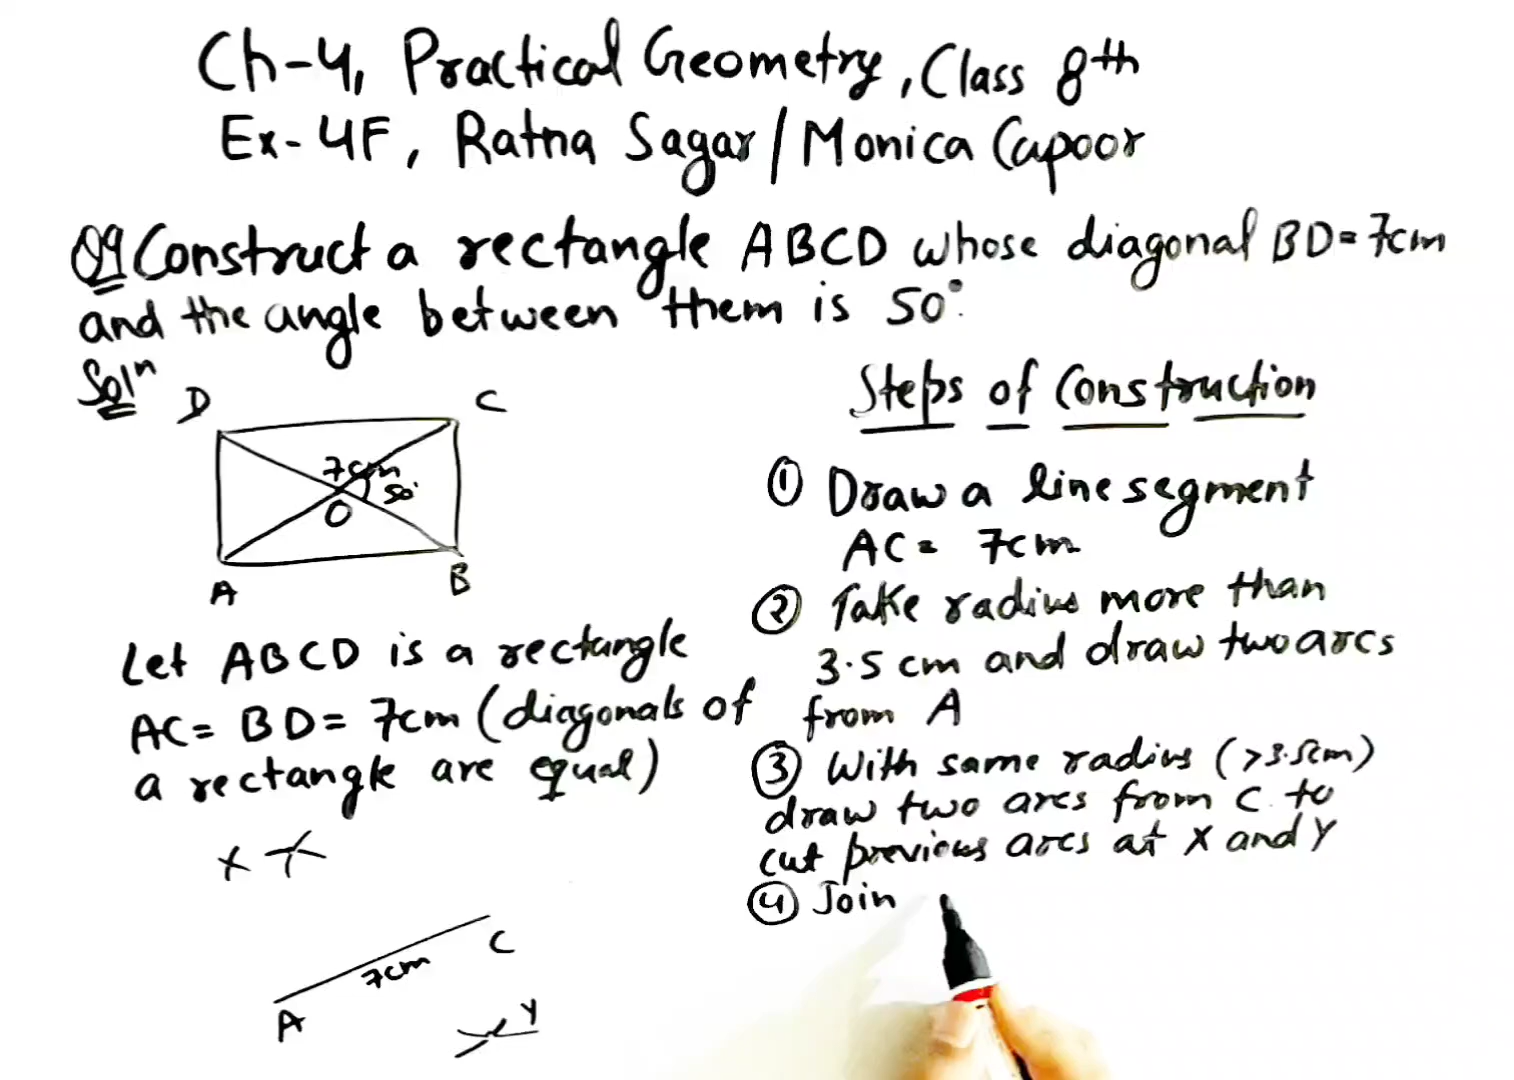 Ch-4, Practical Geometry, Class 8th
Ex-4F, Ratna Sagar/Monica Capoor
Q9 Construct a rectangle ABCD whose diagonal BD=7cm
and the angle between them is 50°.
Solⁿ
D C
7cm
50°
O
A B
Let ABCD is a rectangle
AC= BD= 7cm (diagonals of
a rectangle are equal)
X
C
7cm
A
Y
Steps of Construction
① Draw a line segment
AC= 7cm
② Take radius more than
3.5 cm and draw two arcs
from A
③ With same radius (>3.5cm)
draw two arcs from C to
cut previous arcs at X and Y
④ Join